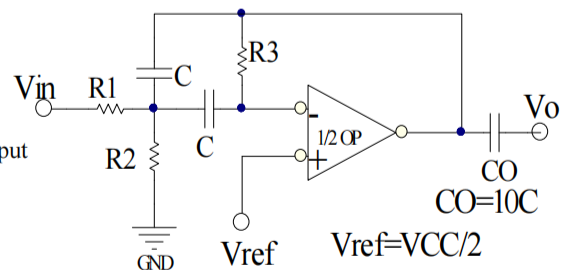 R3
C
Vin
R1
put
R2
C
-
+
1/2 OP
Vo
CO
CO=10C
Vref
Vref=VCC/2
GND